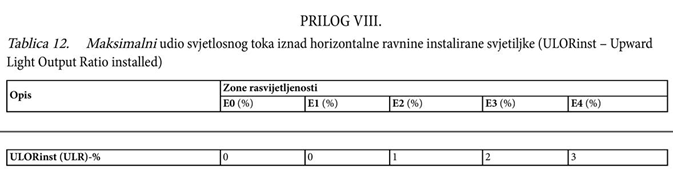 PRILOG VIII.
Tablica 12. Maksimalni udio svjetlosnog toka iznad horizontalne ravnine instalirane svjetiljke (ULORinst – Upward
Light Output Ratio installed)
Opis Zone rasvijetljenosti
E0 (%) E1 (%) E2 (%) E3 (%) E4 (%)
ULORinst (ULR)-% 0 0 1 2 3